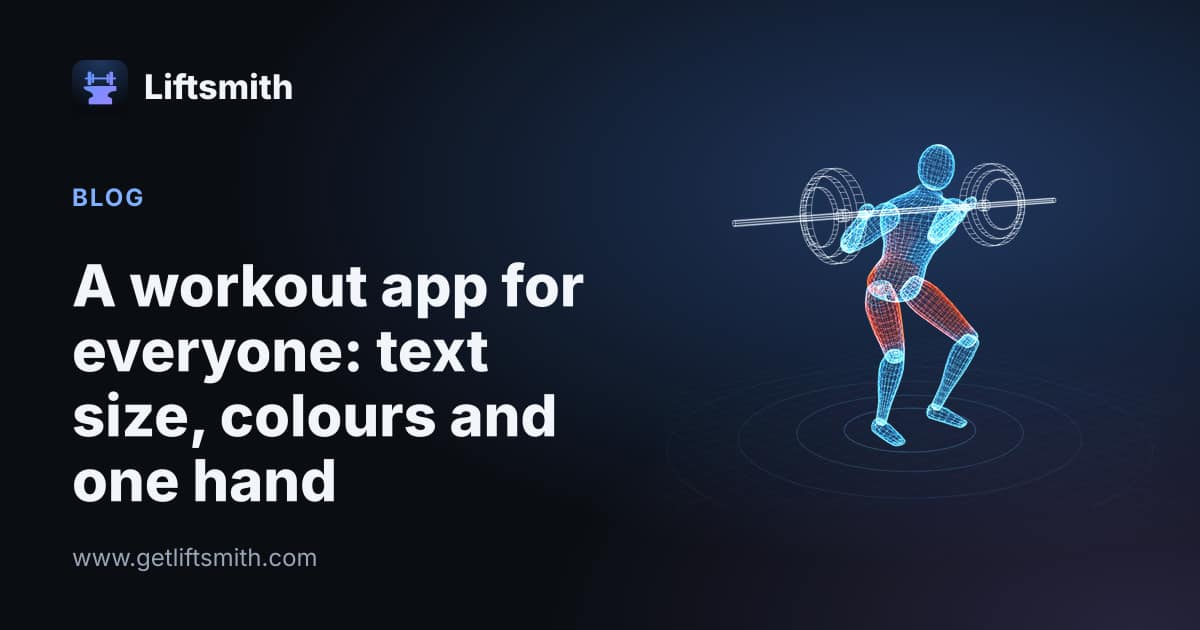 Liftsmith
BLOG
A workout app for
everyone: text
size, colours and
one hand
www.getliftsmith.com